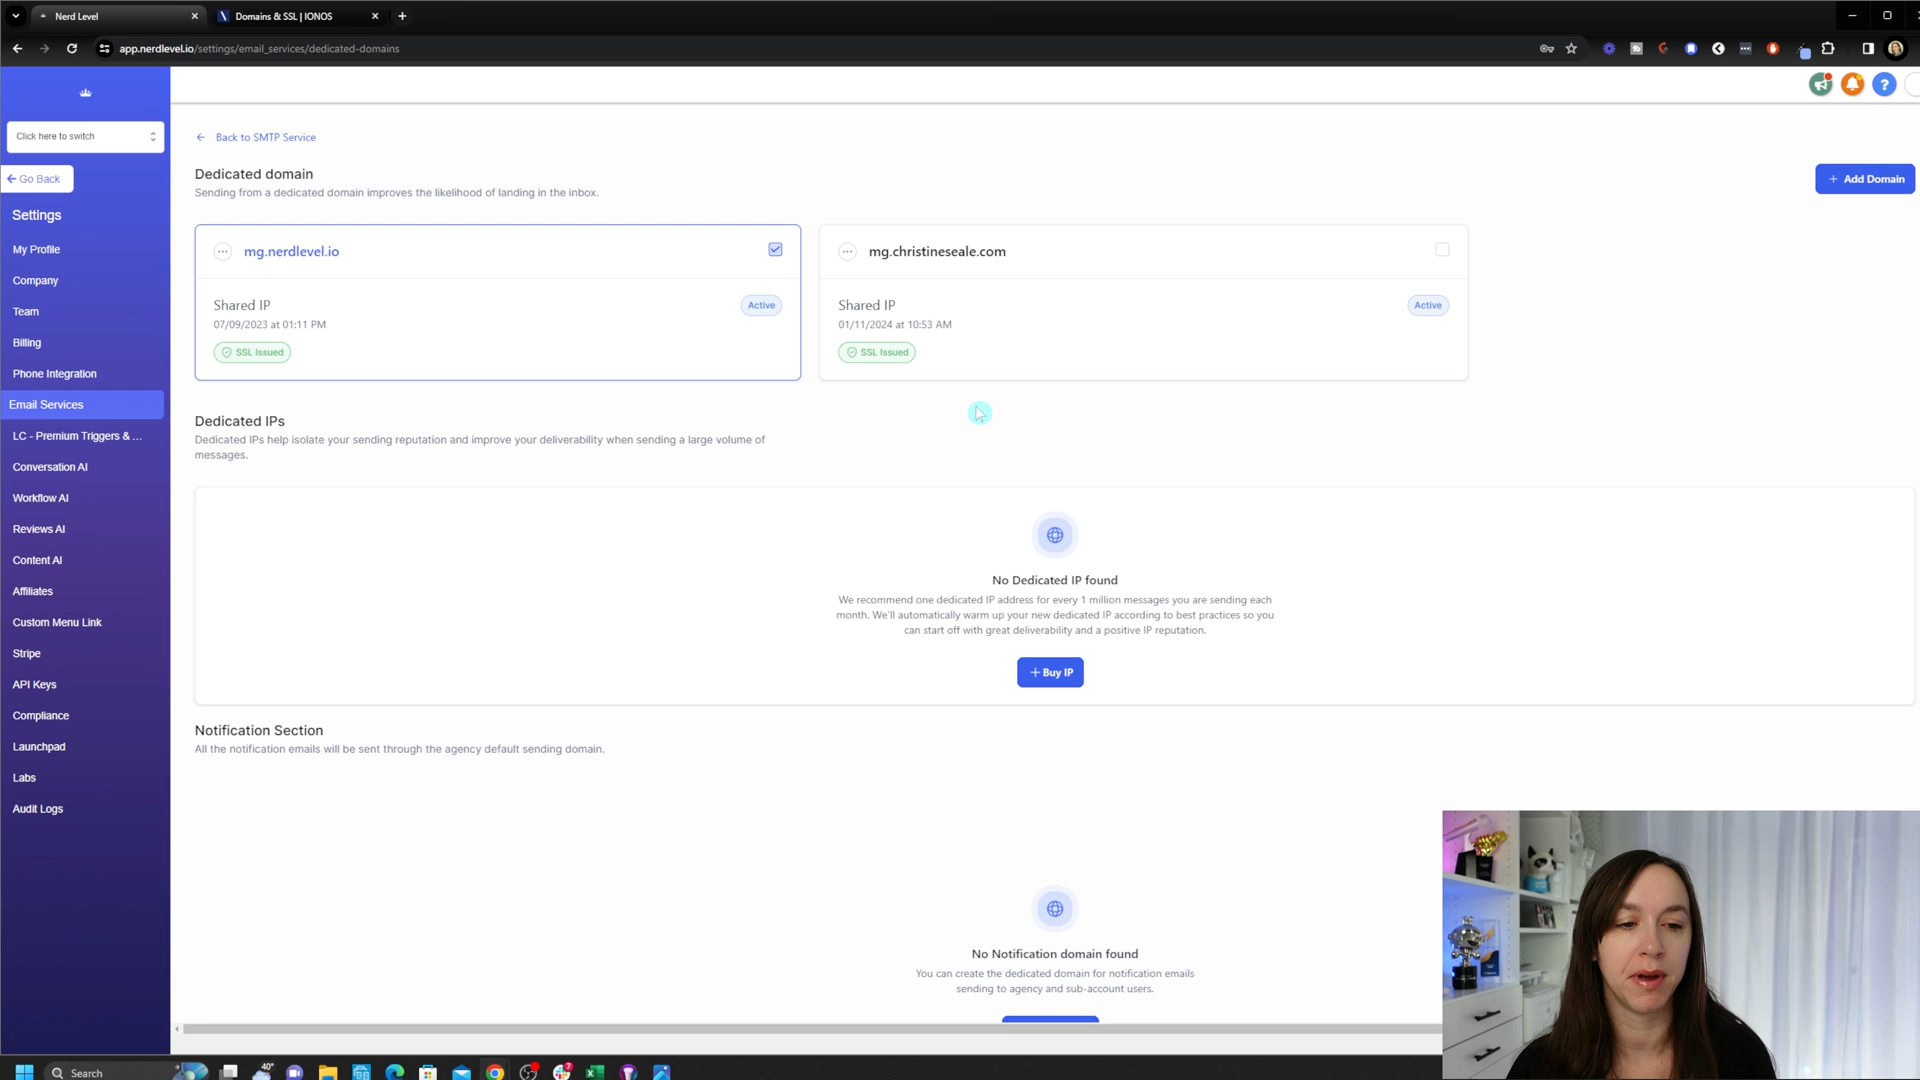 Nerd Level
Domains & SSL | IONOS
app.nerdlevel.io/settings/email_services/dedicated-domains
Click here to switch
Go Back
Settings
My Profile
Company
Team
Billing
Phone Integration
Email Services
LC - Premium Triggers & ...
Conversation AI
Workflow AI
Reviews AI
Content AI
Affiliates
Custom Menu Link
Stripe
API Keys
Compliance
Launchpad
Labs
Audit Logs
Back to SMTP Service
Dedicated domain
Sending from a dedicated domain improves the likelihood of landing in the inbox.
+ Add Domain
mg.nerdlevel.io
Shared IP
Active
07/09/2023 at 01:11 PM
SSL Issued
mg.christineseale.com
Shared IP
Active
01/11/2024 at 10:53 AM
SSL Issued
Dedicated IPs
Dedicated IPs help isolate your sending reputation and improve your deliverability when sending a large volume of
messages.
No Dedicated IP found
We recommend one dedicated IP address for every 1 million messages you are sending each
month. We'll automatically warm up your new dedicated IP according to best practices so you
can start off with great deliverability and a positive IP reputation.
+ Buy IP
Notification Section
All the notification emails will be sent through the agency default sending domain.
No Notification domain found
You can create the dedicated domain for notification emails
sending to agency and sub-account users.
Search
40°